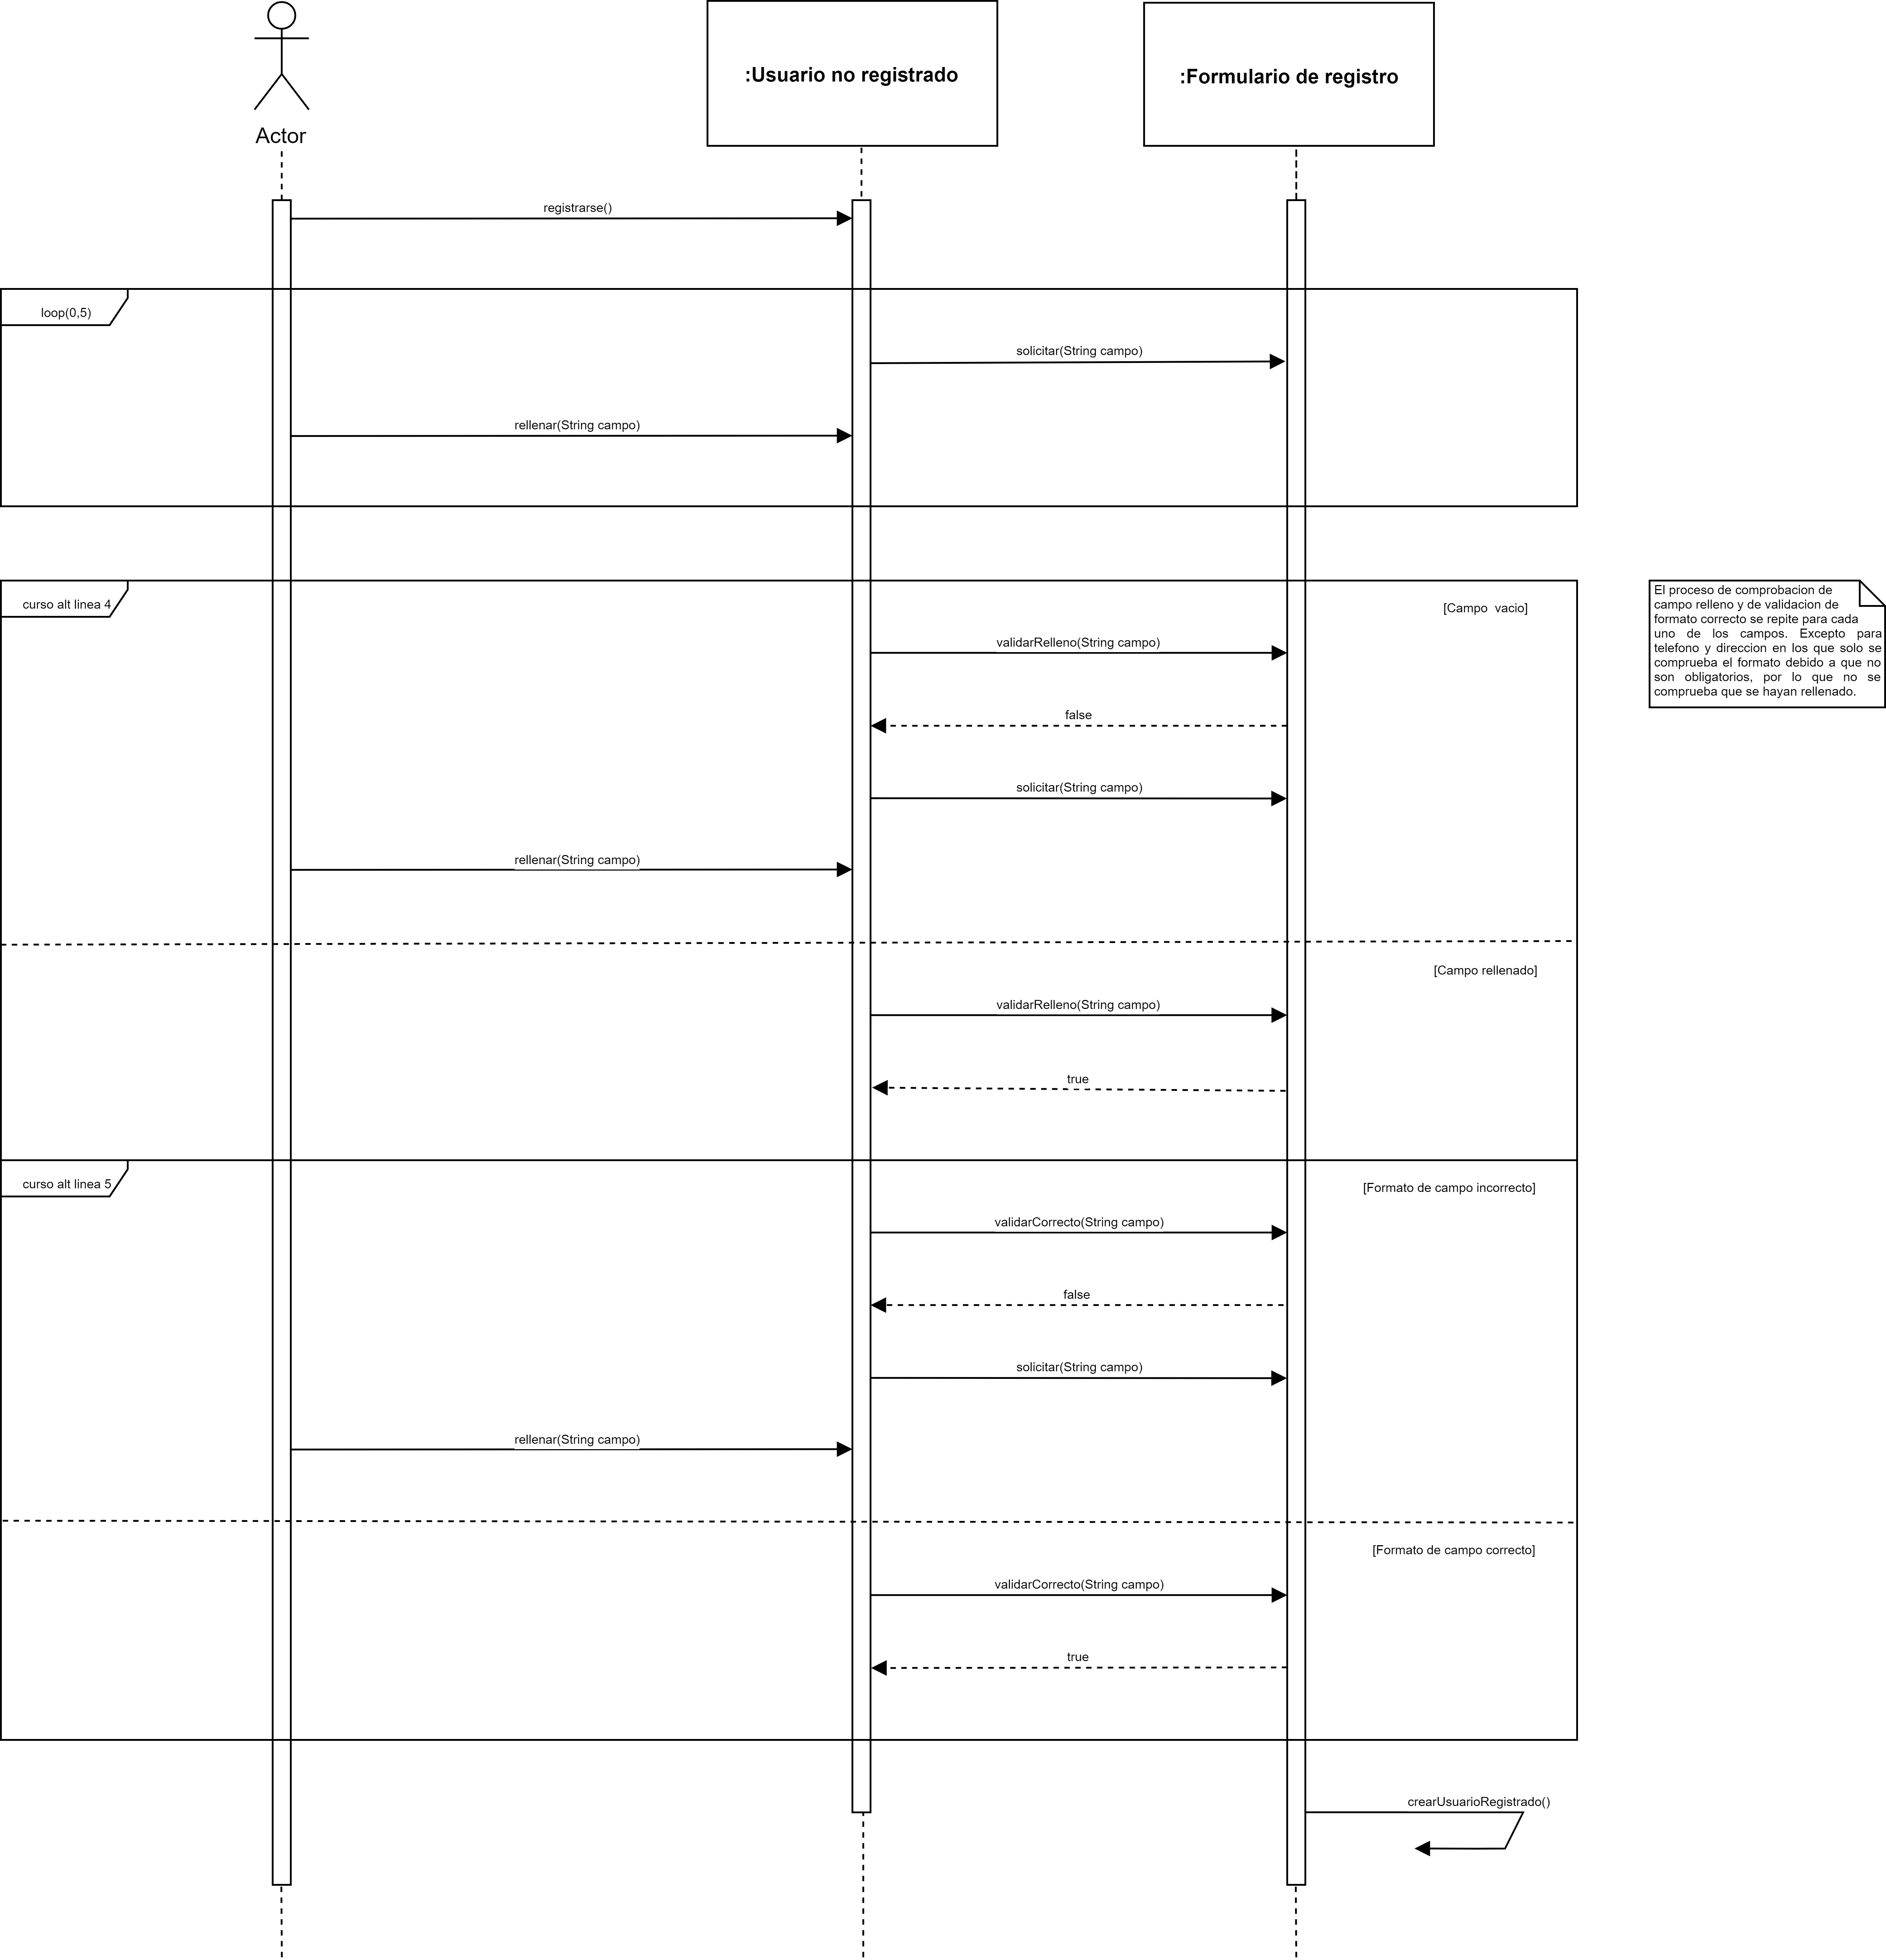 Actor
:Usuario no registrado
:Formulario de registro
registrarse()
loop(0,5)
solicitar(String campo)
rellenar(String campo)
curso alt linea 4
[Campo  vacio]
El proceso de comprobacion de
campo relleno y de validacion de
formato correcto se repite para cada
uno de los campos. Excepto para
telefono y direccion en los que solo se
comprueba el formato debido a que no
son obligatorios, por lo que no se
comprueba que se hayan rellenado.
validarRelleno(String campo)
false
solicitar(String campo)
rellenar(String campo)
[Campo rellenado]
validarRelleno(String campo)
true
curso alt linea 5
[Formato de campo incorrecto]
validarCorrecto(String campo)
false
solicitar(String campo)
rellenar(String campo)
[Formato de campo correcto]
validarCorrecto(String campo)
true
crearUsuarioRegistrado()